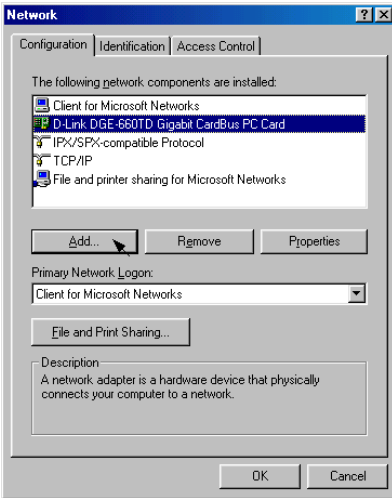 Network
Configuration Identification Access Control
The following network components are installed:
Client for Microsoft Networks
D-Link DGE-660TD Gigabit CardBus PC Card
IPX/SPX-compatible Protocol
TCP/IP
File and printer sharing for Microsoft Networks
Add... Remove Properties
Primary Network Logon:
Client for Microsoft Networks
File and Print Sharing...
Description
A network adapter is a hardware device that physically
connects your computer to a network.
OK Cancel